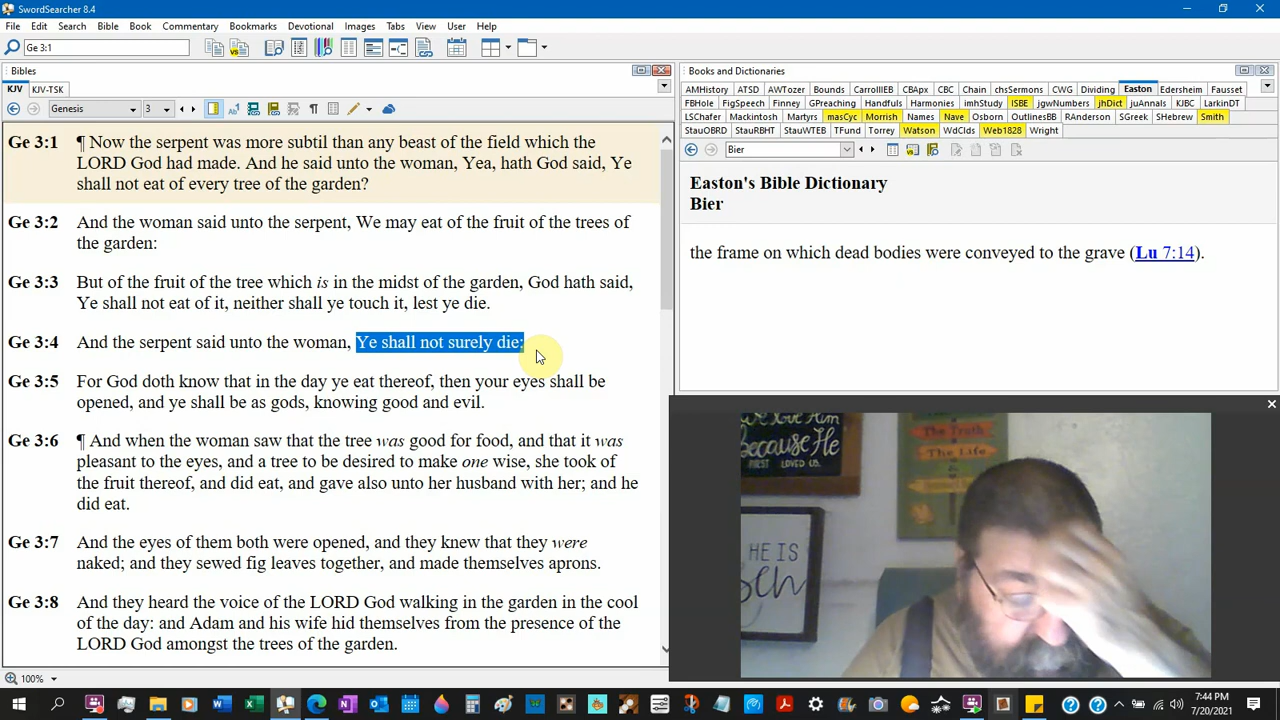 SwordSearcher 8.4
File Edit Search Bible Book Commentary Bookmarks Devotional Images Tabs View User Help
Ge 3:1
Bibles
KJV KJV-TSK
Genesis 3
Ge 3:1 ¶ Now the serpent was more subtil than any beast of the field which the
LORD God had made. And he said unto the woman, Yea, hath God said, Ye
shall not eat of every tree of the garden?
Ge 3:2 And the woman said unto the serpent, We may eat of the fruit of the trees of
the garden:
Ge 3:3 But of the fruit of the tree which is in the midst of the garden, God hath said,
Ye shall not eat of it, neither shall ye touch it, lest ye die.
Ge 3:4 And the serpent said unto the woman, Ye shall not surely die:
Ge 3:5 For God doth know that in the day ye eat thereof, then your eyes shall be
opened, and ye shall be as gods, knowing good and evil.
Ge 3:6 ¶ And when the woman saw that the tree was good for food, and that it was
pleasant to the eyes, and a tree to be desired to make one wise, she took of
the fruit thereof, and did eat, and gave also unto her husband with her; and he
did eat.
Ge 3:7 And the eyes of them both were opened, and they knew that they were
naked; and they sewed fig leaves together, and made themselves aprons.
Ge 3:8 And they heard the voice of the LORD God walking in the garden in the cool
of the day: and Adam and his wife hid themselves from the presence of the
LORD God amongst the trees of the garden.
100%
Books and Dictionaries
AMHistory ATSD AWTozer Bounds CarrollIEB CBApx CBC Chain chsSermons CWG Dividing Easton Edersheim Fausset
FBHole FigSpeech Finney GPreaching Handfuls Harmonies imhStudy ISBE jgwNumbers jhDict juAnnals KJBC LarkinDT
LSChafer Mackintosh Martyrs masCyc Morrish Names Nave Osborn OutlinesBB RAnderson SGreek SHebrew Smith
StauOBRD StauRBHT StauWTEB TFund Torrey Watson WdClds Web1828 Wright
Bier
Easton's Bible Dictionary
Bier
the frame on which dead bodies were conveyed to the grave (Lu 7:14).
because He
FIRST LOVED US.
The Truth
The Life
HE IS
7:44 PM
7/20/2021